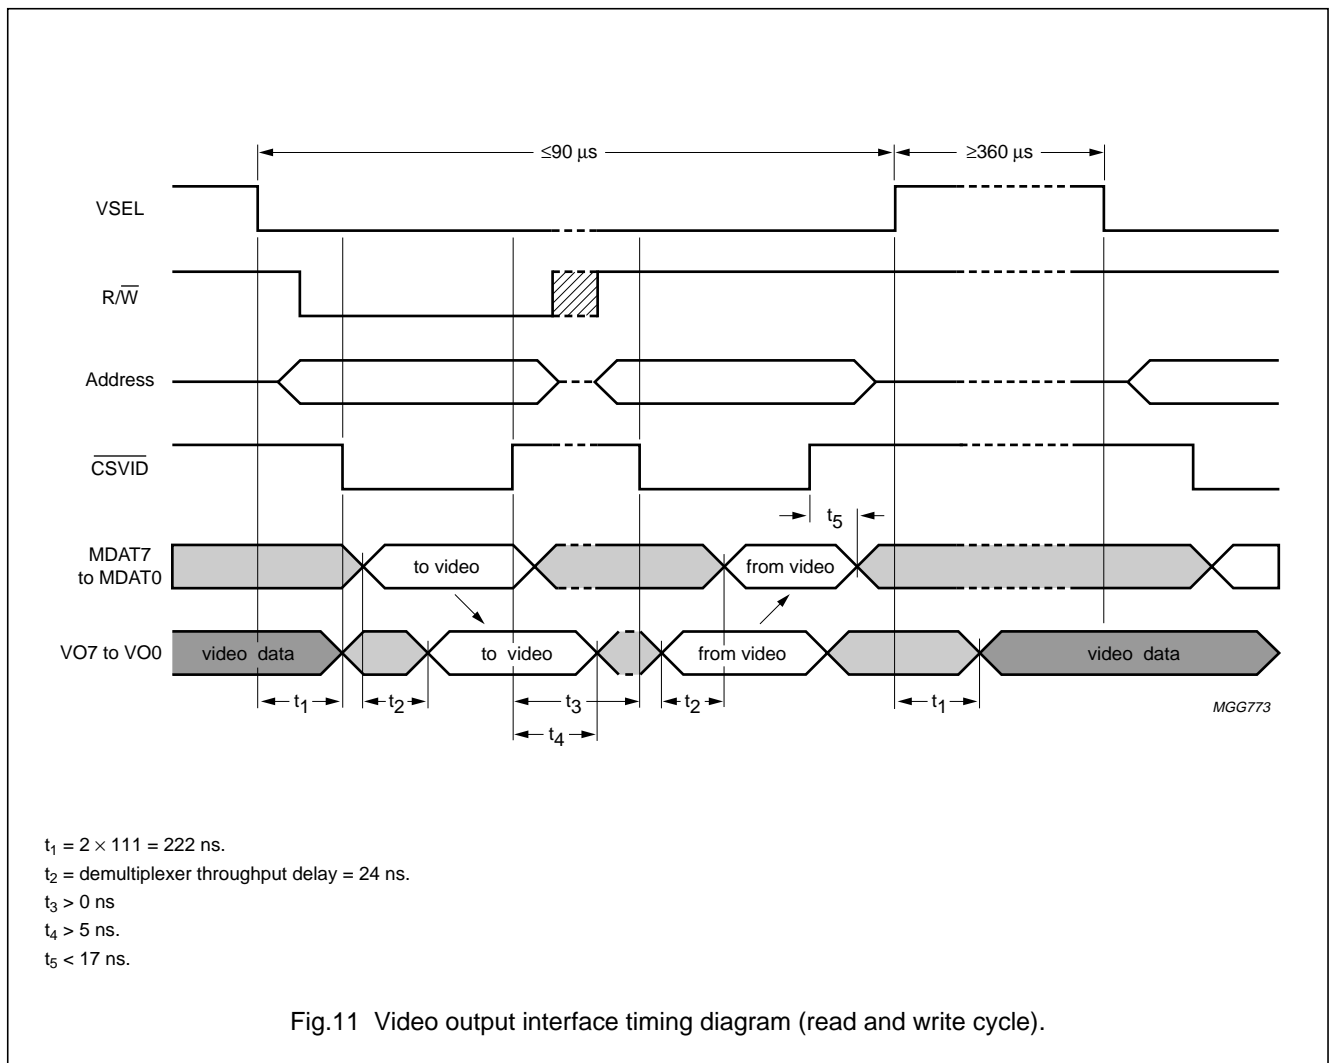 ≤90 µs
≥360 µs
VSEL
R/W̅
Address
C̅S̅V̅I̅D̅
t5
MDAT7
to MDAT0
to video
from video
VO7 to VO0
video data
to video
from video
video data
t1
t2
t3
t2
t1
t4
MGG773
t1 = 2 × 111 = 222 ns.
t2 = demultiplexer throughput delay = 24 ns.
t3 > 0 ns
t4 > 5 ns.
t5 < 17 ns.
Fig.11 Video output interface timing diagram (read and write cycle).